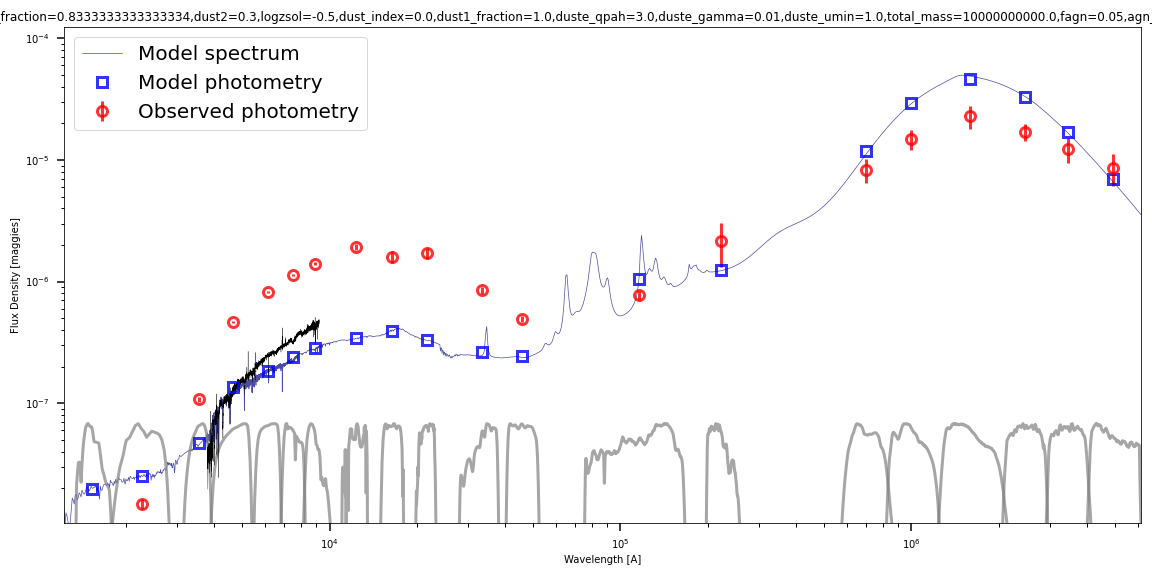 _fraction=0.8333333333333334,dust2=0.3,logzsol=-0.5,dust_index=0.0,dust1_fraction=1.0,duste_qpah=3.0,duste_gamma=0.01,duste_umin=1.0,total_mass=10000000000.0,fagn=0.05,agn_
Model spectrum
Model photometry
Observed photometry
10⁻⁴
10⁻⁵
10⁻⁶
10⁻⁷
Flux Density [maggies]
10⁴ 10⁵ 10⁶
Wavelength [A]